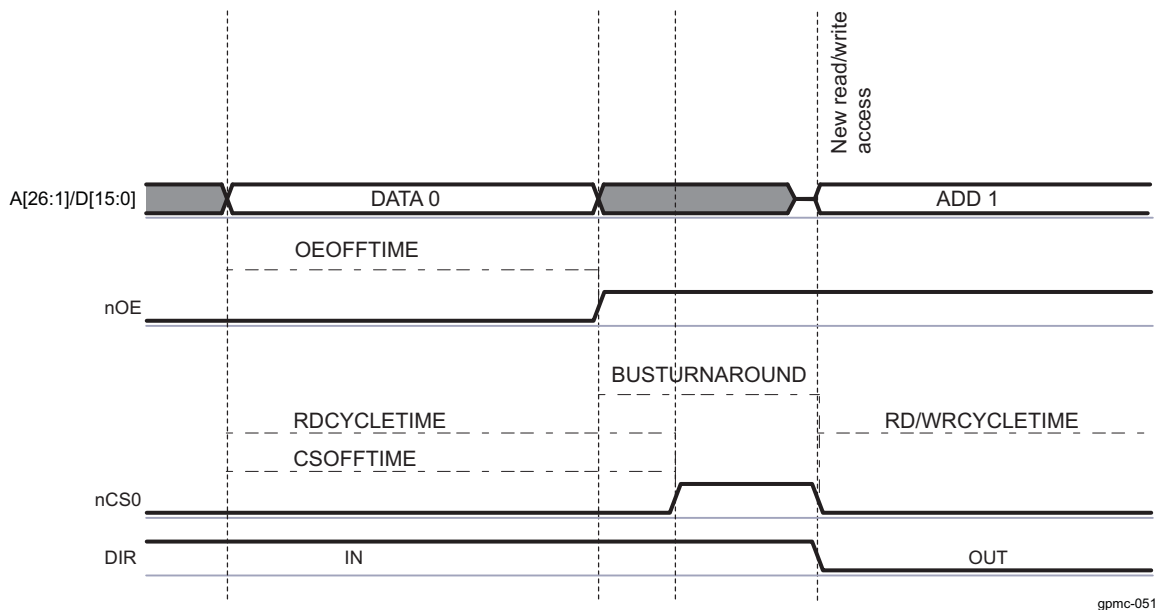 New read/write
access
A[26:1]/D[15:0]
DATA 0
ADD 1
OEOFFTIME
nOE
BUSTURNAROUND
RDCYCLETIME
RD/WRCYCLETIME
CSOFFTIME
nCS0
DIR
IN
OUT
gpmc-051